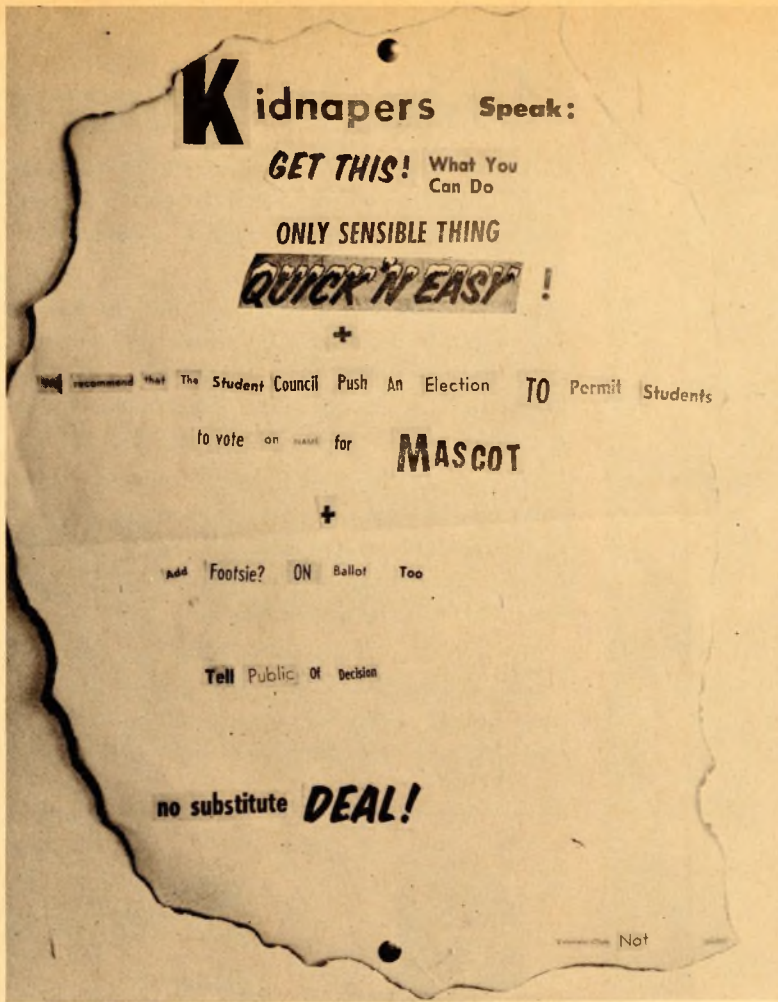 Kidnapers Speak:
GET THIS! What You
Can Do
ONLY SENSIBLE THING
QUICK 'N EASY !
+
recommend that The Student Council Push An Election TO Permit Students
to vote on NAME for MASCOT
+
Add Footsie? ON Ballot Too
Tell Public Of Decision
no substitute DEAL!
Not